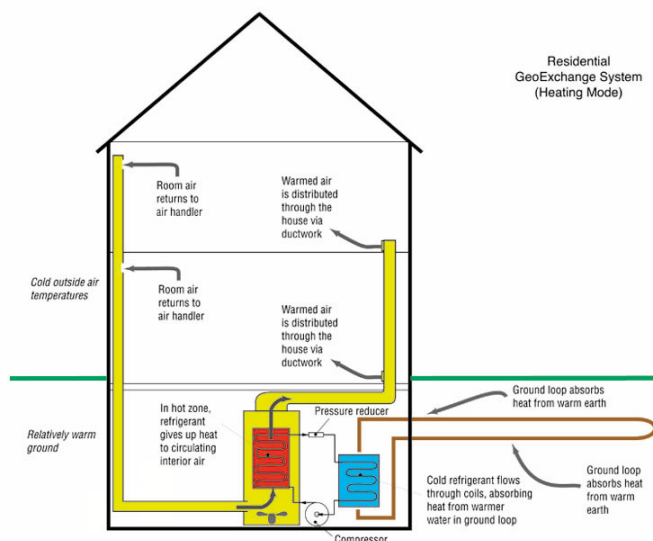 Residential
GeoExchange System
(Heating Mode)
Room air
returns to
air handler
Warmed air
is distributed
through the
house via
ductwork
Cold outside air
temperatures
Room air
returns to
air handler
Warmed air
is distributed
through the
house via
ductwork
Relatively warm
ground
In hot zone,
refrigerant
gives up heat
to circulating
interior air
Pressure reducer
Ground loop absorbs
heat from warm earth
Cold refrigerant flows
through coils, absorbing
heat from warmer
water in ground loop
Ground loop
absorbs heat
from warm
earth
Compressor